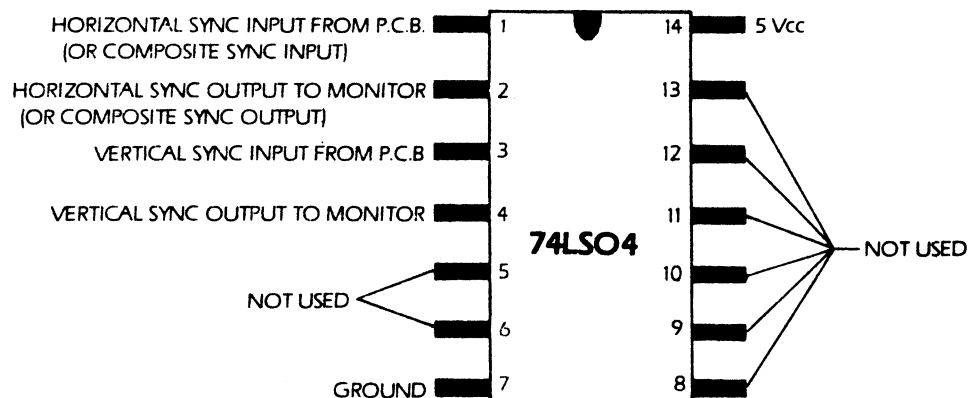 HORIZONTAL SYNC INPUT FROM P.C.B.
(OR COMPOSITE SYNC INPUT)
1
14
5 Vcc
HORIZONTAL SYNC OUTPUT TO MONITOR
(OR COMPOSITE SYNC OUTPUT)
2
13
VERTICAL SYNC INPUT FROM P.C.B
3
12
VERTICAL SYNC OUTPUT TO MONITOR
4
11
74LSO4
NOT USED
5
10
NOT USED
6
9
GROUND
7
8